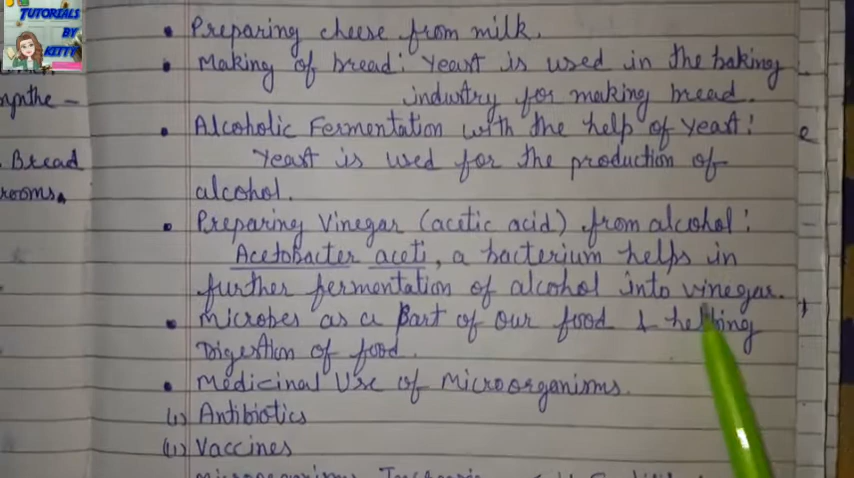 TUTORIALS
BY
KITTY
• Preparing cheese from milk.
• Making of bread: Yeast is used in the baking
industry for making bread.
• Alcoholic Fermentation with the help of yeast:
Yeast is used for the production of
alcohol.
• Preparing Vinegar (acetic acid) from alcohol:
Acetobacter aceti, a bacterium helps in
further fermentation of alcohol into vinegar.
• Microbes as a Part of our food & helping
Digestion of food.
• Medicinal Use of Microorganisms.
(i) Antibiotics
(ii) Vaccines
ynthe –
Bread
rooms